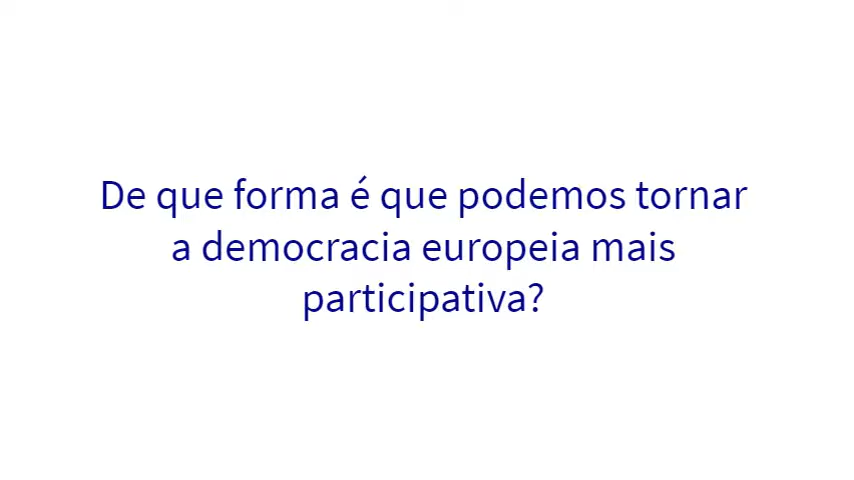 De que forma é que podemos tornar
a democracia europeia mais
participativa?